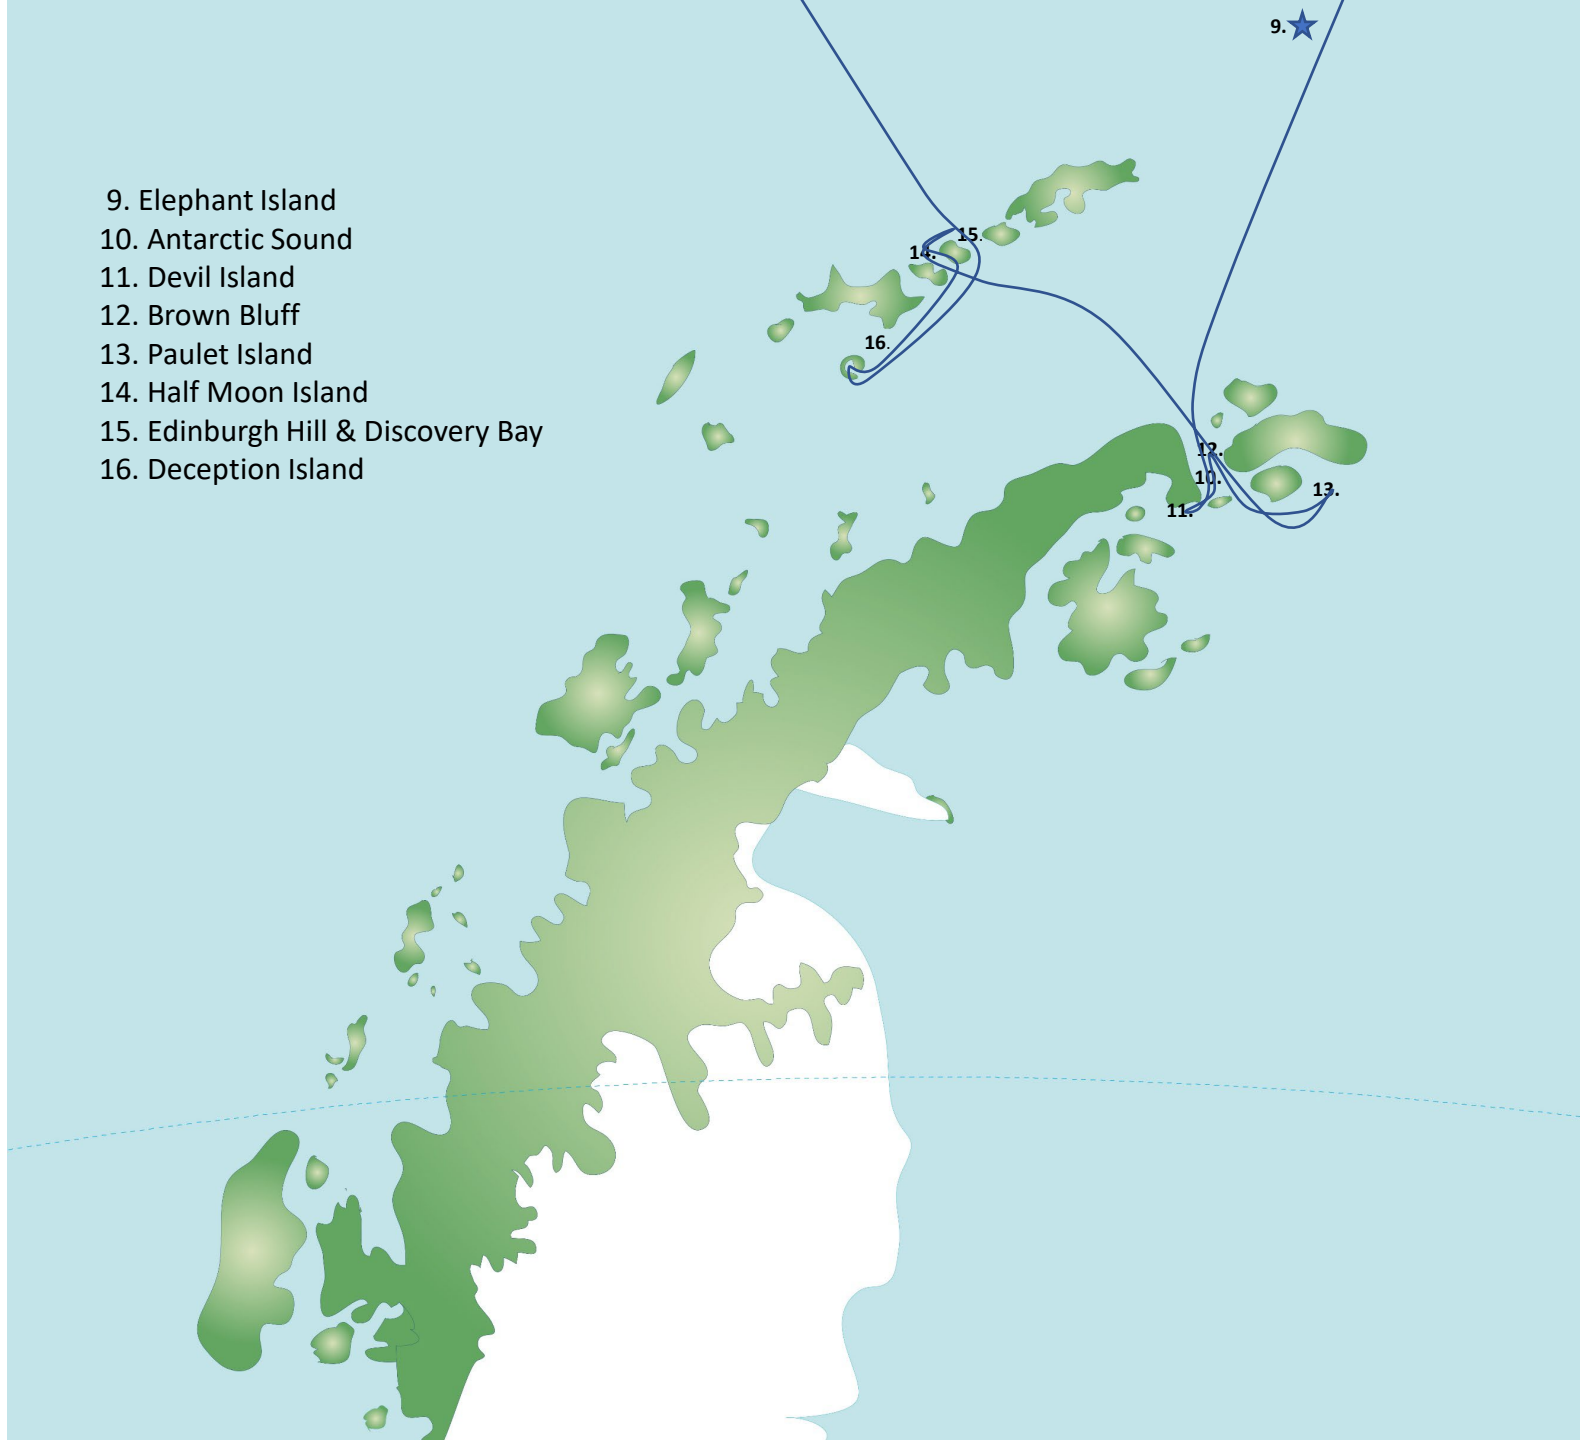 9.
9. Elephant Island
10. Antarctic Sound
11. Devil Island
12. Brown Bluff
13. Paulet Island
14. Half Moon Island
15. Edinburgh Hill & Discovery Bay
16. Deception Island
15.
14.
16.
12.
10.
13.
11.